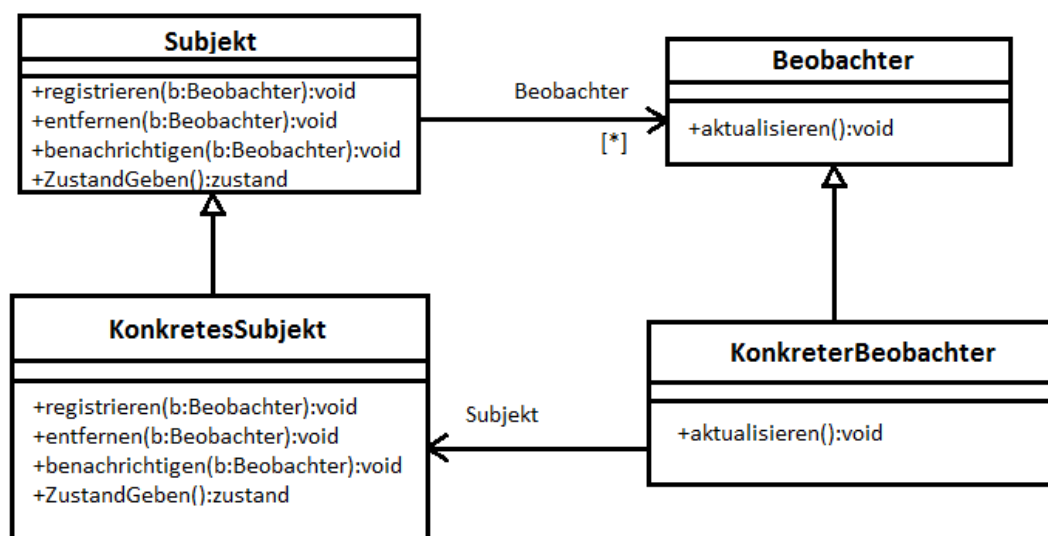 Subjekt
+registrieren(b:Beobachter):void
+entfernen(b:Beobachter):void
+benachrichtigen(b:Beobachter):void
+ZustandGeben():zustand
Beobachter
[*]
Beobachter
+aktualisieren():void
KonkretesSubjekt
+registrieren(b:Beobachter):void
+entfernen(b:Beobachter):void
+benachrichtigen(b:Beobachter):void
+ZustandGeben():zustand
Subjekt
KonkreterBeobachter
+aktualisieren():void